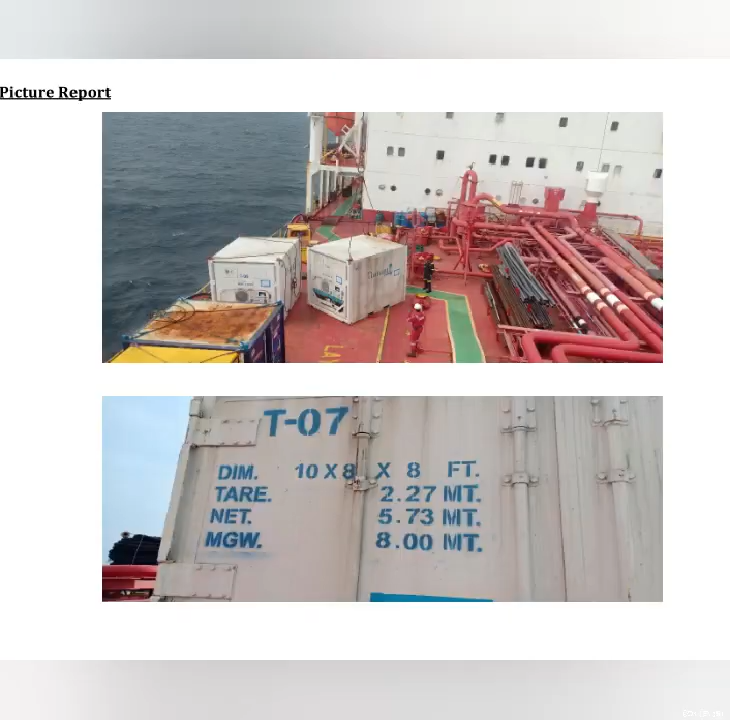 Picture Report
T-07
DIM. 10 X 8 X 8 FT.
TARE. 2.27 MT.
NET. 5.73 MT.
MGW. 8.00 MT.